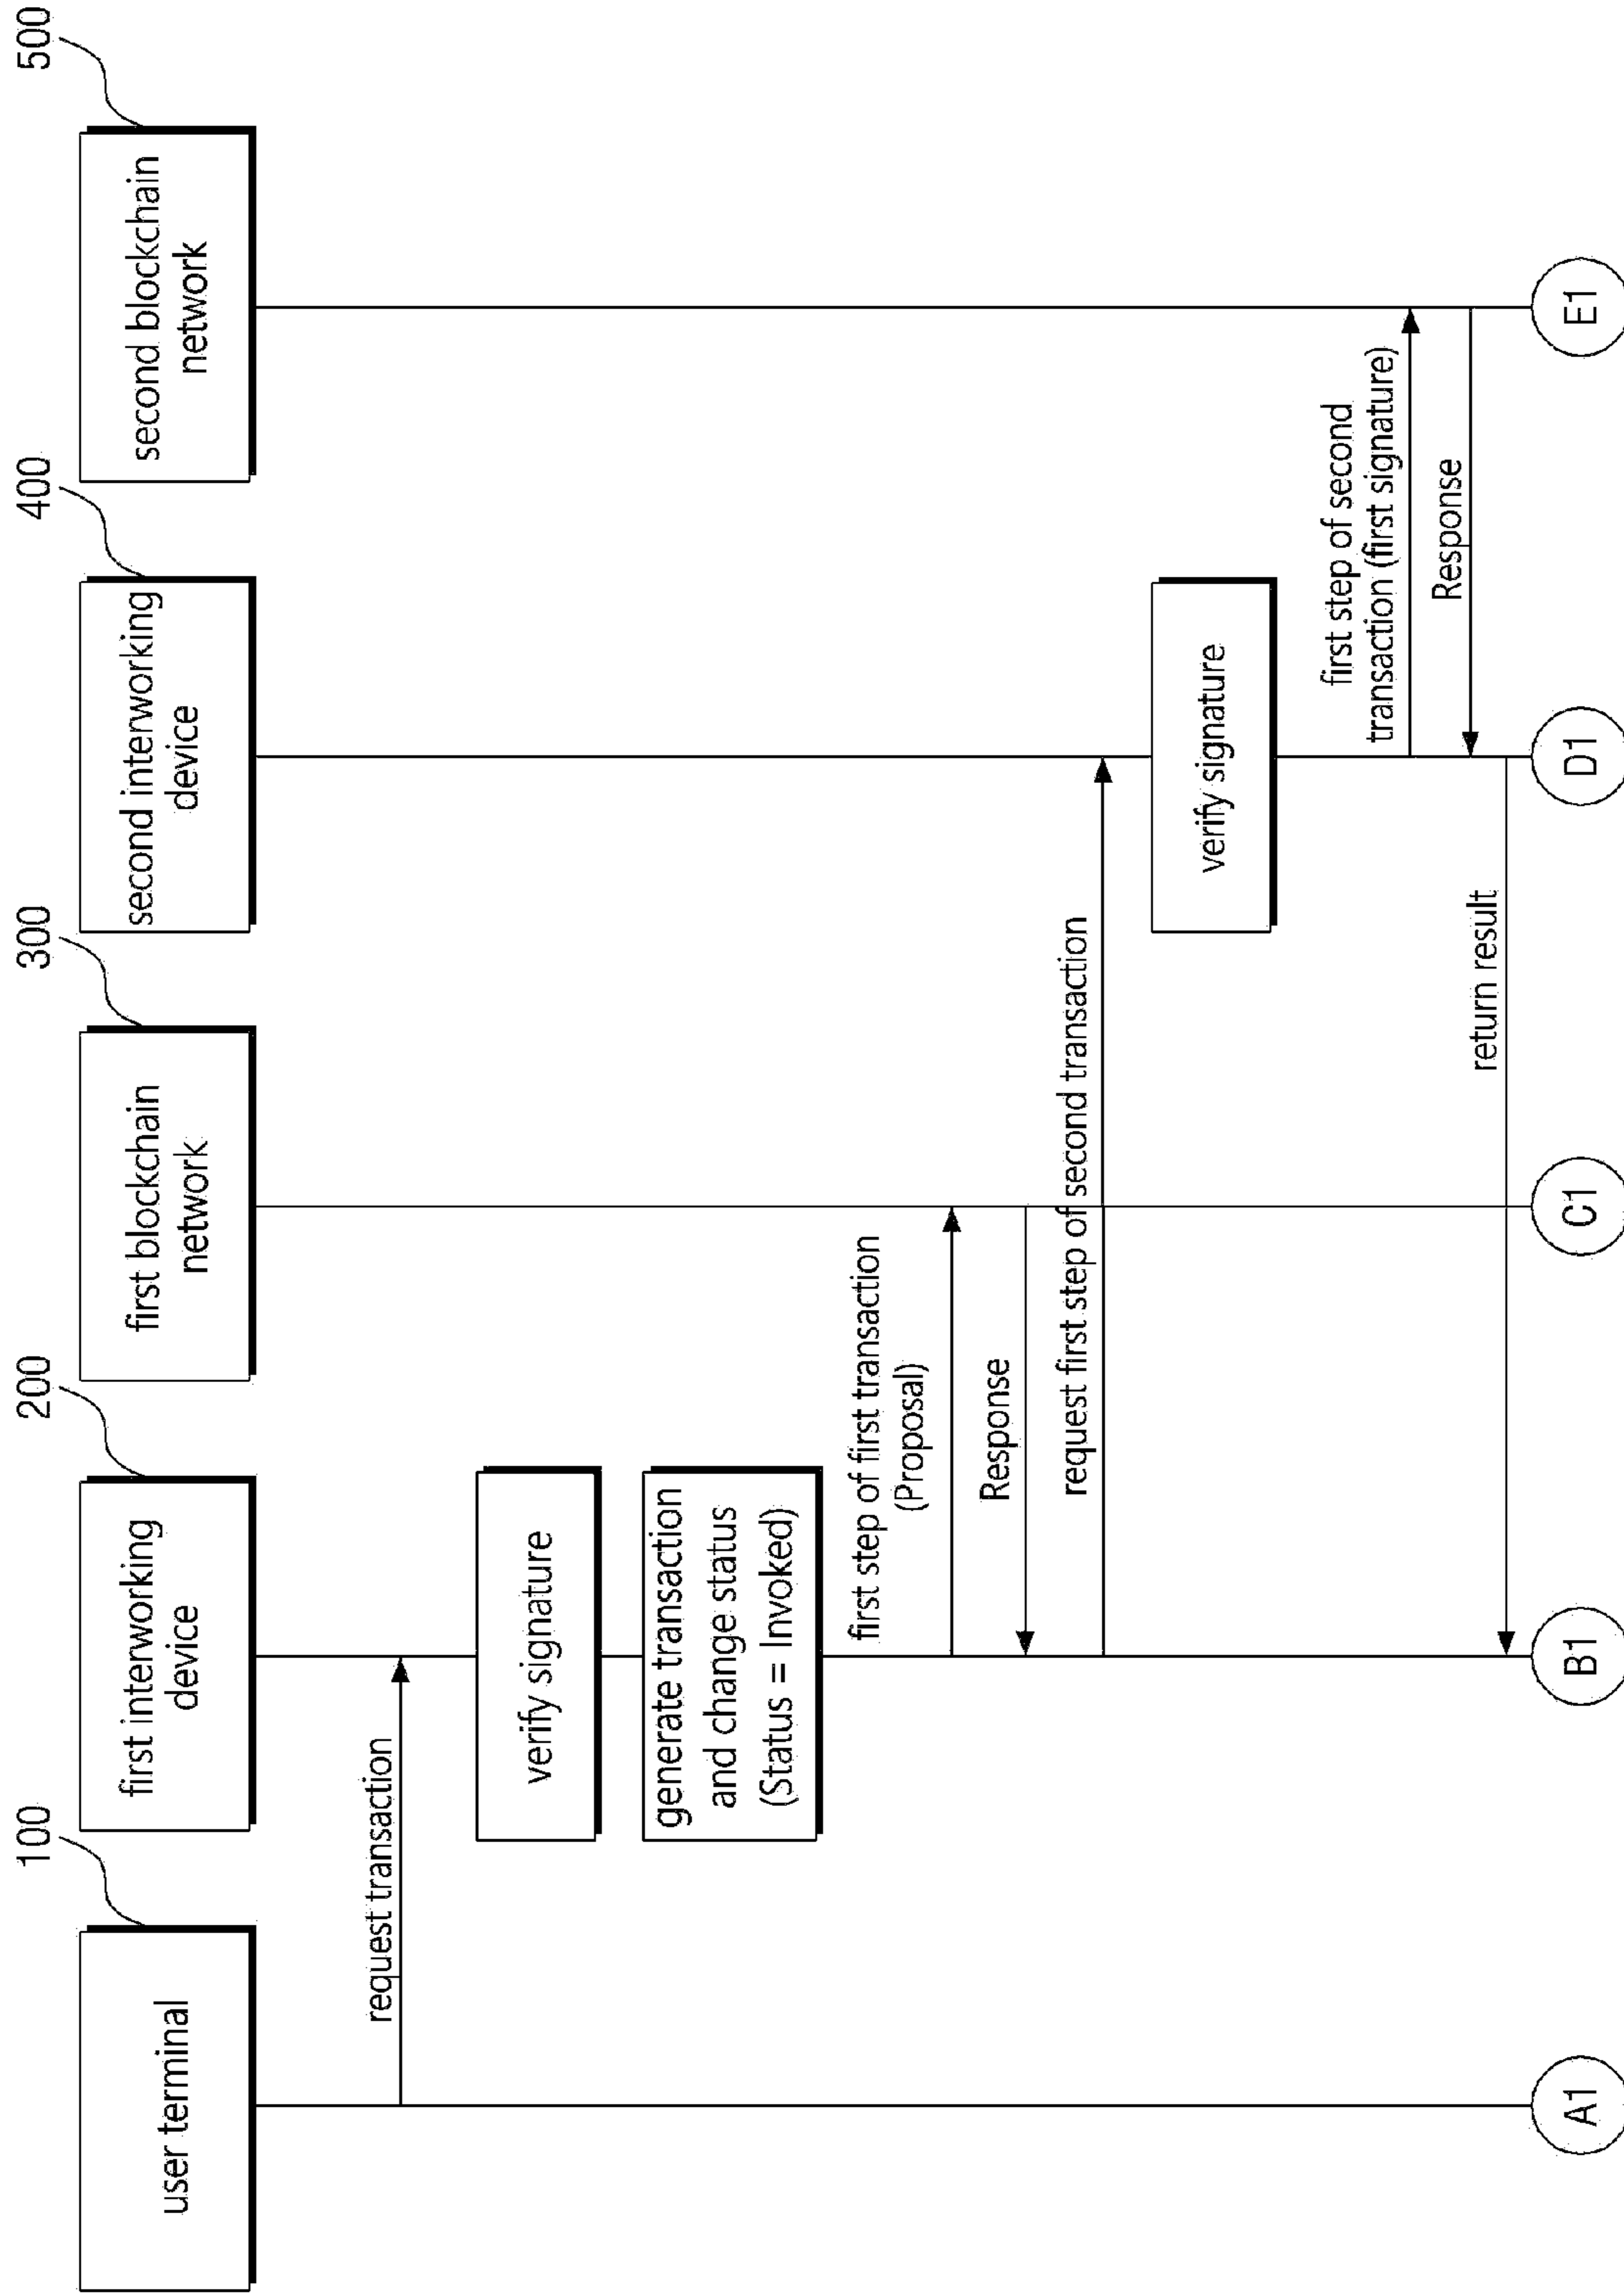 100
200
300
400
500
user terminal
first interworking
device
first blockchain
network
second interworking
device
second blockchain
network
request transaction
verify signature
generate transaction
and change status
(Status = Invoked)
first step of first transaction
(Proposal)
Response
request first step of second transaction
verify signature
first step of second
transaction (first signature)
Response
return result
A1
B1
C1
D1
E1